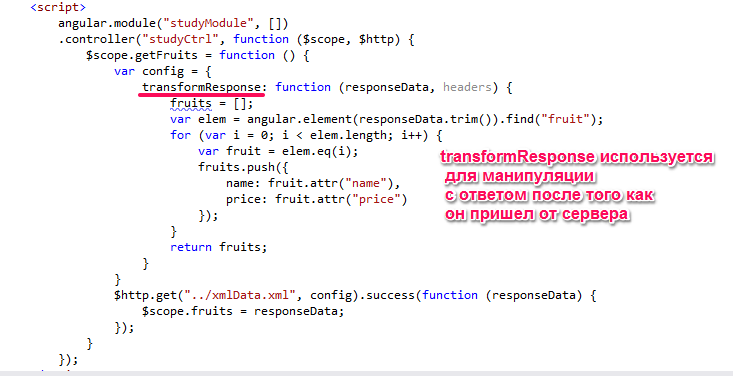 <script>
angular.module("studyModule", [])
.controller("studyCtrl", function ($scope, $http) {
$scope.getFruits = function () {
var config = {
transformResponse: function (responseData, headers) {
fruits = [];
var elem = angular.element(responseData.trim()).find("fruit");
for (var i = 0; i < elem.length; i++) {
var fruit = elem.eq(i);
fruits.push({
name: fruit.attr("name"),
price: fruit.attr("price")
});
}
return fruits;
}
}
$http.get("../xmlData.xml", config).success(function (responseData) {
$scope.fruits = responseData;
});
}
});
transformResponse используется
для манипуляции
с ответом после того как
он пришел от сервера